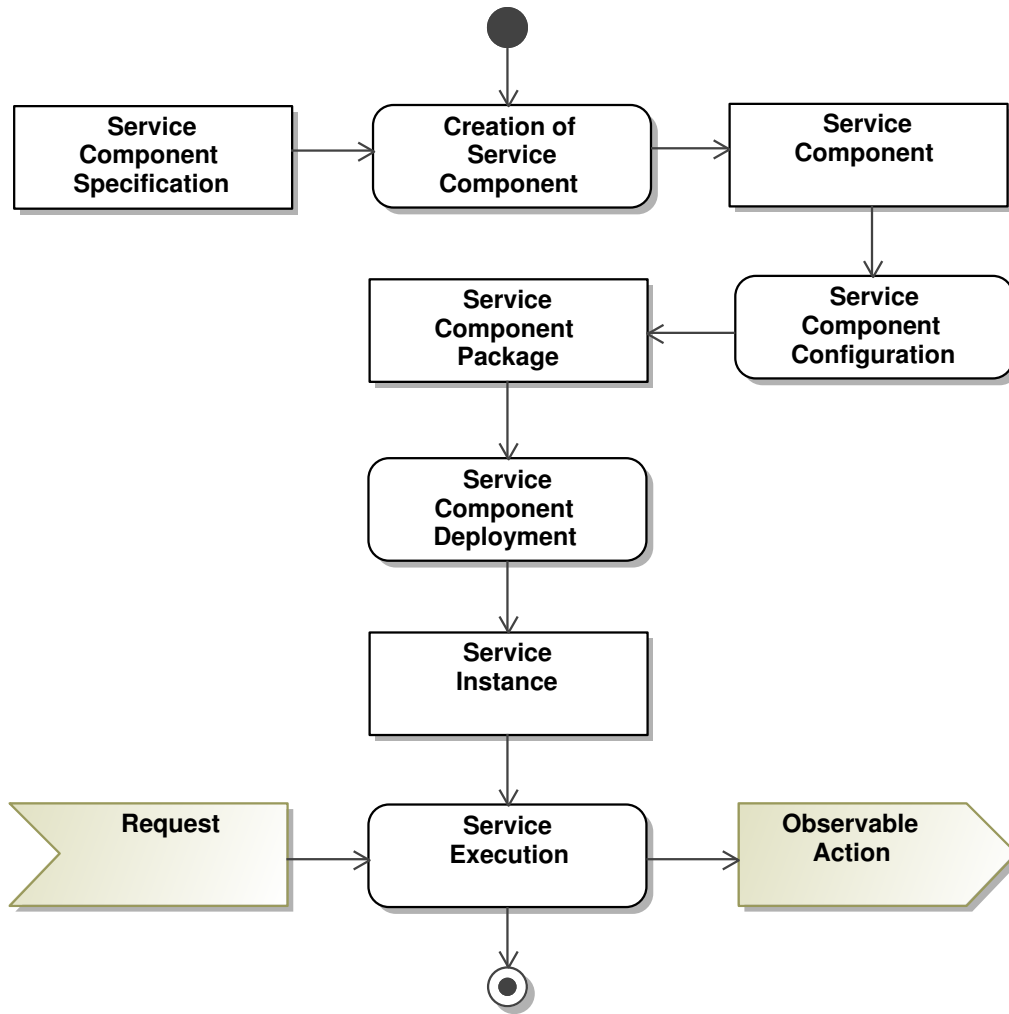 Service
Component
Specification
Creation of
Service
Component
Service
Component
Service
Component
Package
Service
Component
Configuration
Service
Component
Deployment
Service
Instance
Request
Service
Execution
Observable
Action